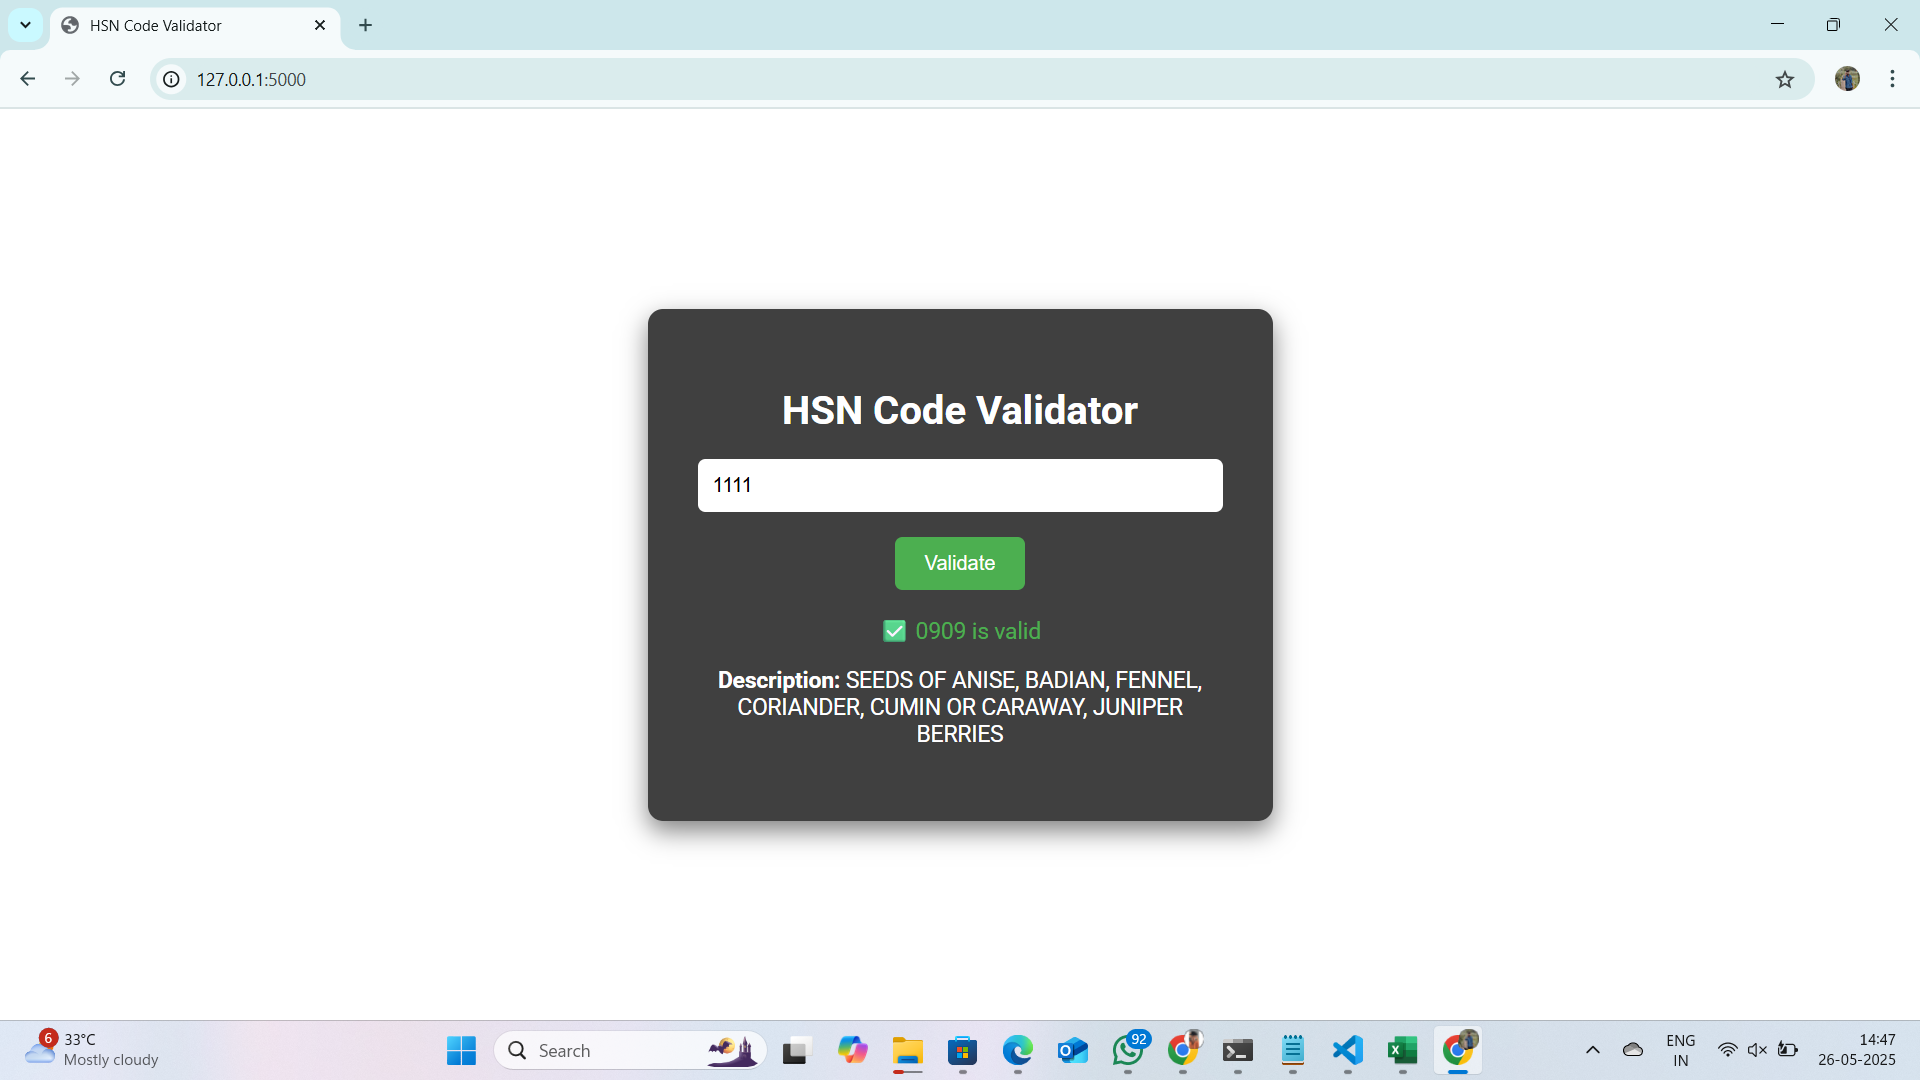 HSN Code Validator
127.0.0.1:5000
HSN Code Validator
1111
Validate
✅ 0909 is valid
Description: SEEDS OF ANISE, BADIAN, FENNEL,
CORIANDER, CUMIN OR CARAWAY, JUNIPER
BERRIES
6
33°C
Mostly cloudy
Search
92
ENG
IN
14:47
26-05-2025